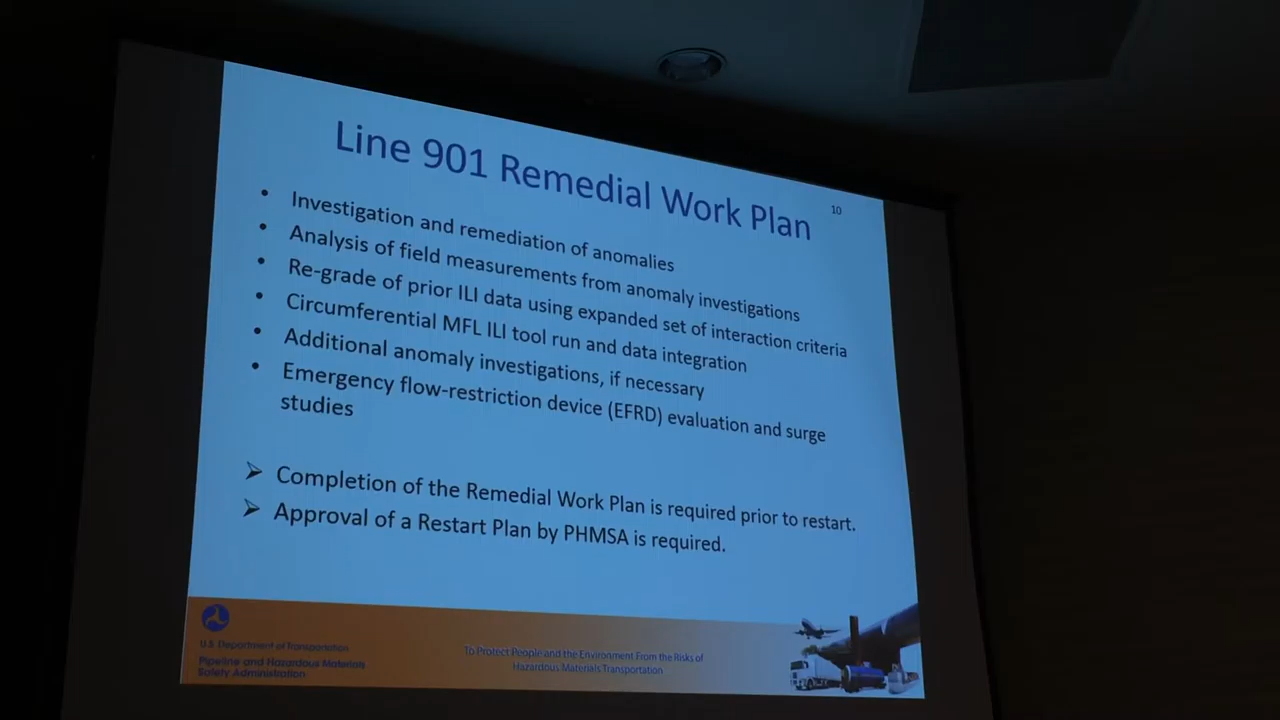 Line 901 Remedial Work Plan
10
• Investigation and remediation of anomalies
• Analysis of field measurements from anomaly investigations
• Re-grade of prior ILI data using expanded set of interaction criteria
• Circumferential MFL ILI tool run and data integration
• Additional anomaly investigations, if necessary
• Emergency flow-restriction device (EFRD) evaluation and surge
studies
➢ Completion of the Remedial Work Plan is required prior to restart.
➢ Approval of a Restart Plan by PHMSA is required.
U.S. Department of Transportation
Pipeline and Hazardous Materials
Safety Administration
To Protect People and the Environment From the Risks of
Hazardous Materials Transportation